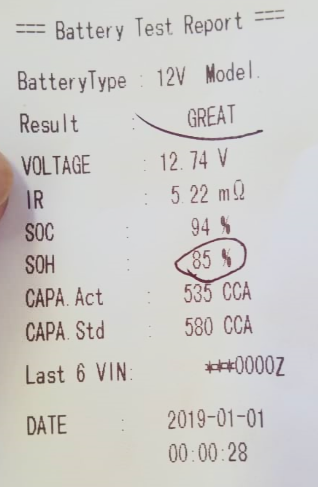 === Battery Test Report ===
BatteryType : 12V Model.
Result : GREAT
VOLTAGE : 12.74 V
IR : 5.22 mΩ
SOC : 94 %
SOH : 85 %
CAPA.Act : 535 CCA
CAPA.Std : 580 CCA
Last 6 VIN: ***0000Z
DATE : 2019-01-01
00:00:28